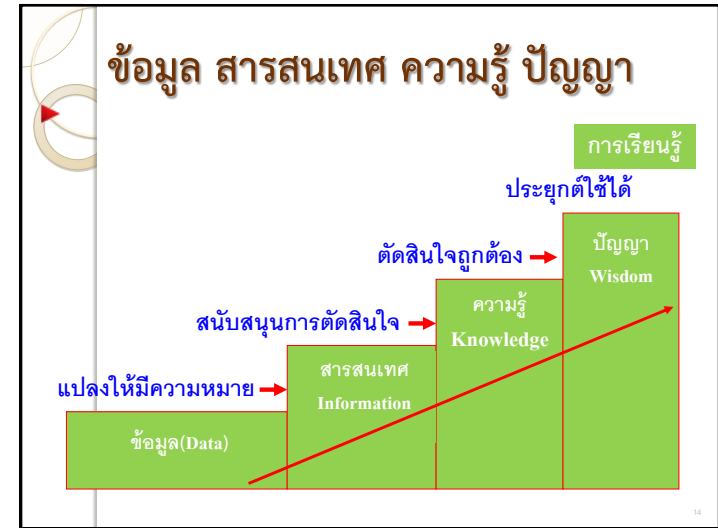 ข้อมูล สารสนเทศ ความรู้ ปัญญา
การเรียนรู้
ประยุกต์ใช้ได้
ปัญญา
Wisdom
ตัดสินใจถูกต้อง
ความรู้
Knowledge
สนับสนุนการตัดสินใจ
สารสนเทศ
Information
แปลงให้มีความหมาย
ข้อมูล(Data)
14